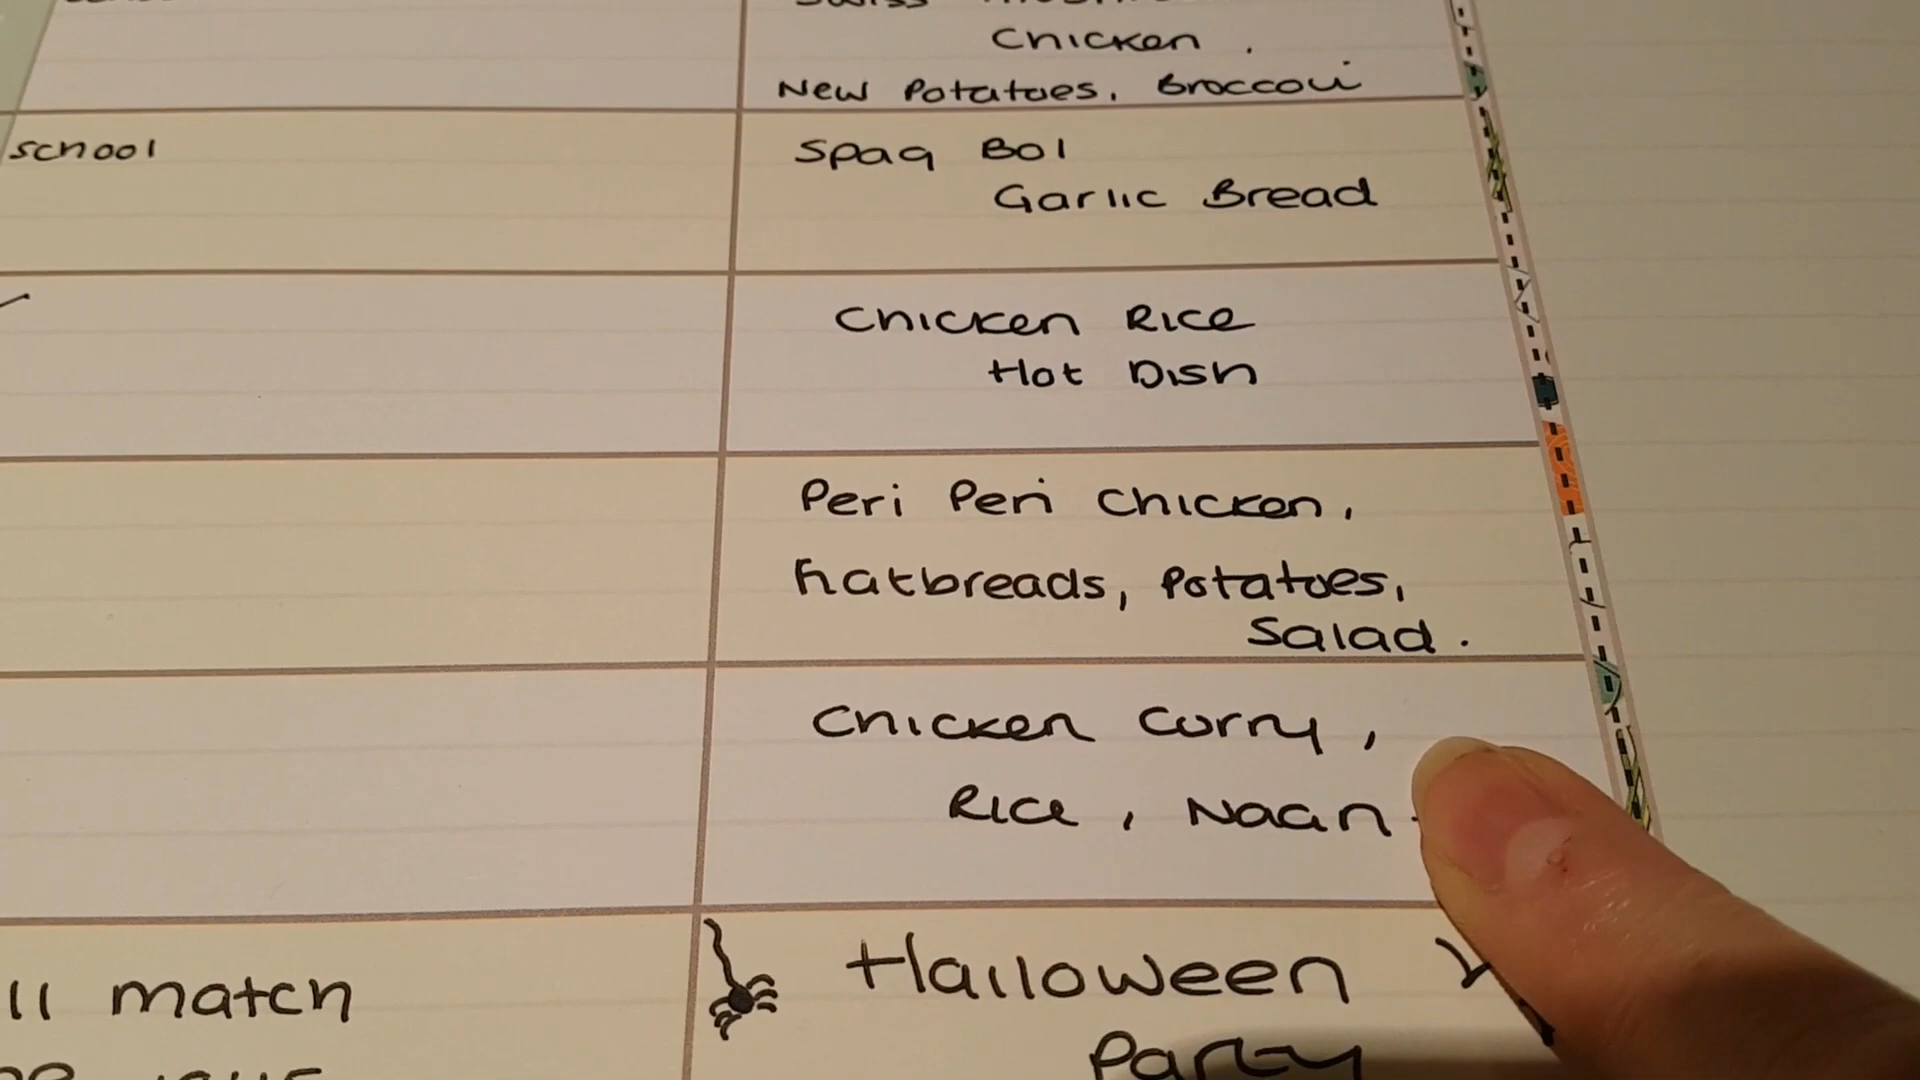 Chicken.
New Potatoes, Broccoli
school
Spag Bol
Garlic Bread
Chicken Rice
Hot Dish
Peri Peri Chicken,
flatbreads, Potatoes,
Salad.
Chicken Curry,
Rice, Naan
ll match
Halloween
Party